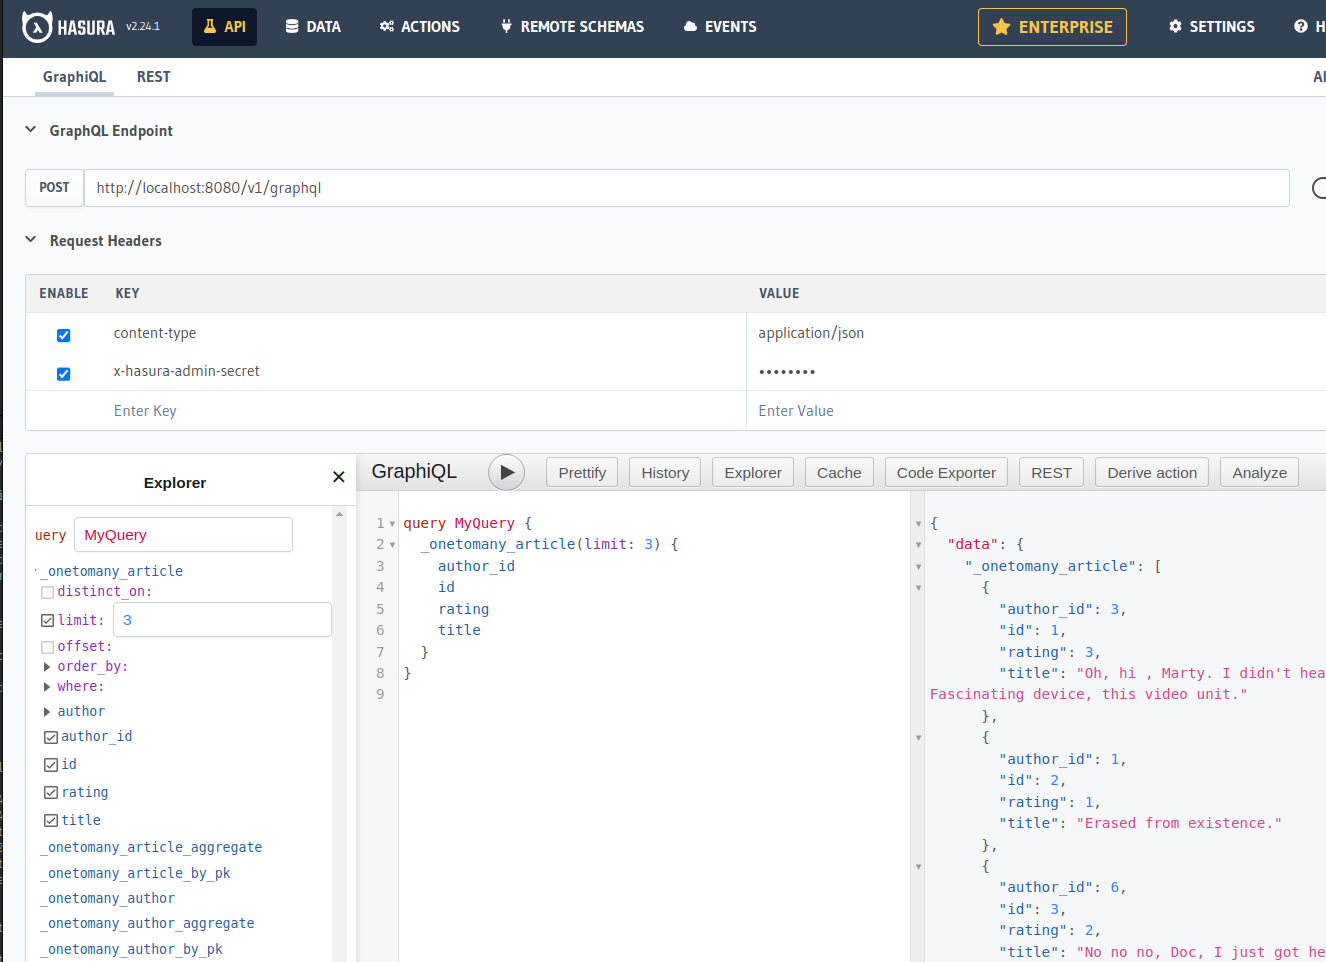 HASURA v2.24.1 API DATA ACTIONS REMOTE SCHEMAS EVENTS ENTERPRISE SETTINGS H
GraphiQL REST Al
GraphQL Endpoint
POST http://localhost:8080/v1/graphql
Request Headers
ENABLE KEY VALUE
content-type application/json
x-hasura-admin-secret ••••••••
Enter Key Enter Value
Explorer
GraphiQL Prettify History Explorer Cache Code Exporter REST Derive action Analyze
uery MyQuery
_onetomany_article
distinct_on:
limit: 3
offset:
order_by:
where:
author
author_id
id
rating
title
_onetomany_article_aggregate
_onetomany_article_by_pk
_onetomany_author
_onetomany_author_aggregate
_onetomany_author_by_pk
1 query MyQuery {
2 _onetomany_article(limit: 3) {
3 author_id
4 id
5 rating
6 title
7 }
8 }
9
{
"data": {
"_onetomany_article": [
{
"author_id": 3,
"id": 1,
"rating": 3,
"title": "Oh, hi , Marty. I didn't hea
Fascinating device, this video unit."
},
{
"author_id": 1,
"id": 2,
"rating": 1,
"title": "Erased from existence."
},
{
"author_id": 6,
"id": 3,
"rating": 2,
"title": "No no no, Doc, I just got he